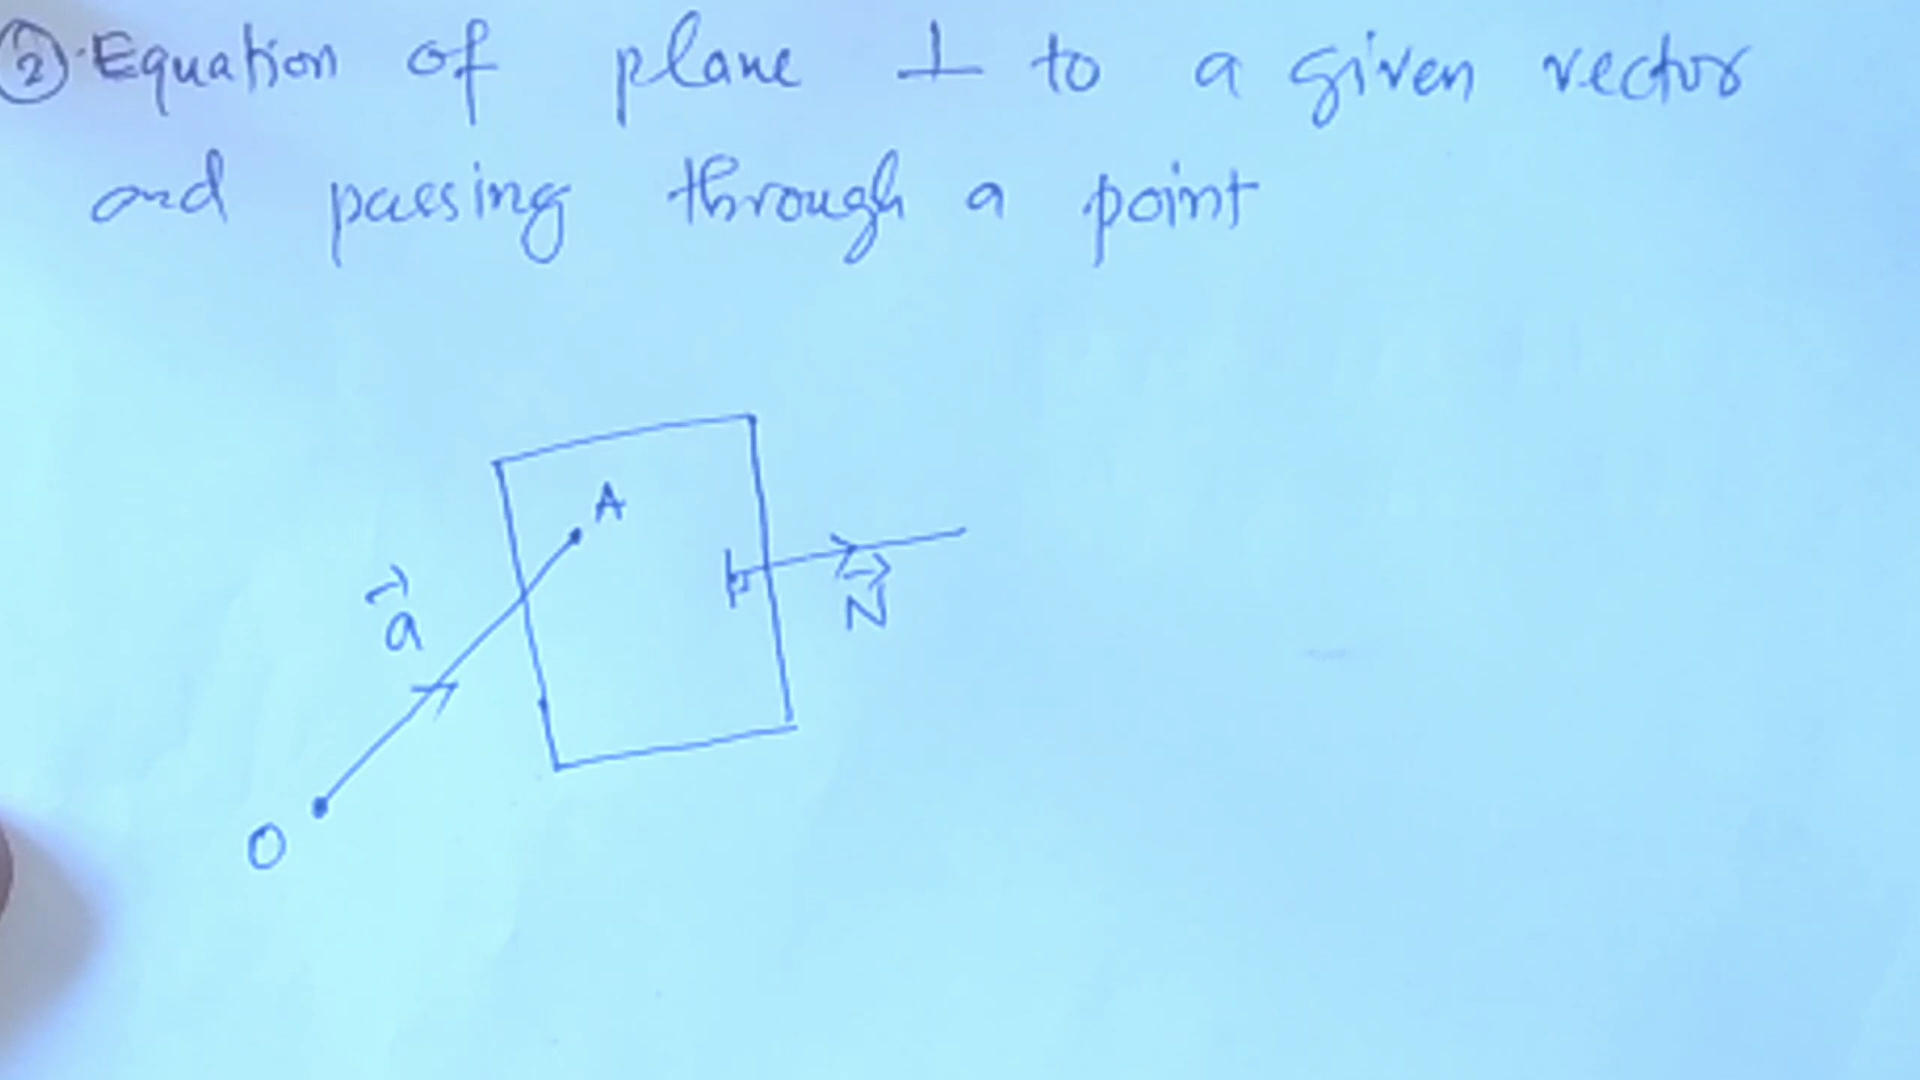 ② Equation of plane ⊥ to a given vector
and passing through a point
A
a⃗
N⃗
O